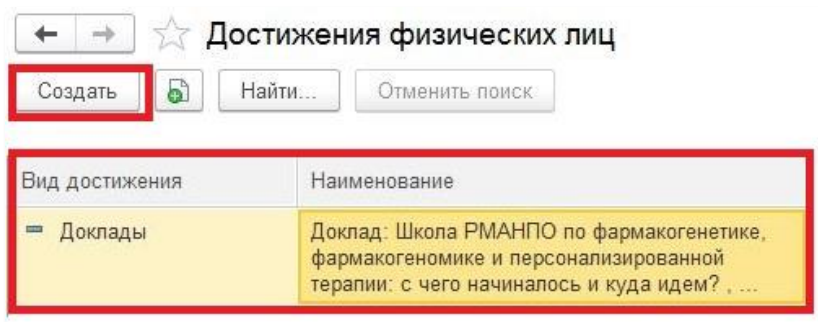 Достижения физических лиц
Создать Найти... Отменить поиск
Вид достижения Наименование
Доклады Доклад: Школа РМАНПО по фармакогенетике,
фармакогеномике и персонализированной
терапии: с чего начиналось и куда идем? , ...